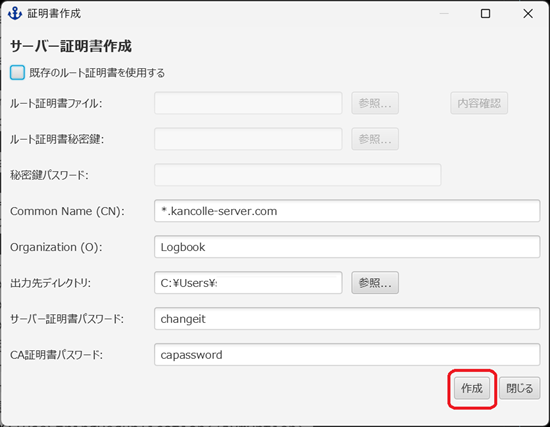 証明書作成
サーバー証明書作成
既存のルート証明書を使用する
ルート証明書ファイル: 参照... 内容確認
ルート証明書秘密鍵: 参照...
秘密鍵パスワード:
Common Name (CN): *.kancolle-server.com
Organization (O): Logbook
出力先ディレクトリ: C:¥Users¥ 参照...
サーバー証明書パスワード: changeit
CA証明書パスワード: capassword
作成 閉じる